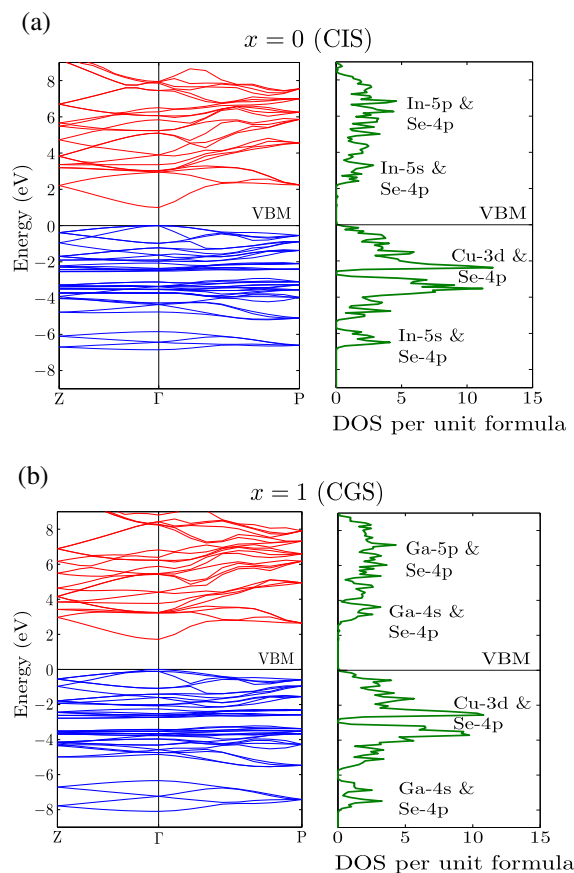 (a)
x = 0 (CIS)
Energy (eV)
8
6
4
2
0
−2
−4
−6
−8
Z
Γ
P
VBM
In-5p &
Se-4p
In-5s &
Se-4p
VBM
Cu-3d &
Se-4p
In-5s &
Se-4p
0
5
10
15
DOS per unit formula
(b)
x = 1 (CGS)
Energy (eV)
8
6
4
2
0
−2
−4
−6
−8
Z
Γ
P
VBM
Ga-5p &
Se-4p
Ga-4s &
Se-4p
VBM
Cu-3d &
Se-4p
Ga-4s &
Se-4p
0
5
10
15
DOS per unit formula